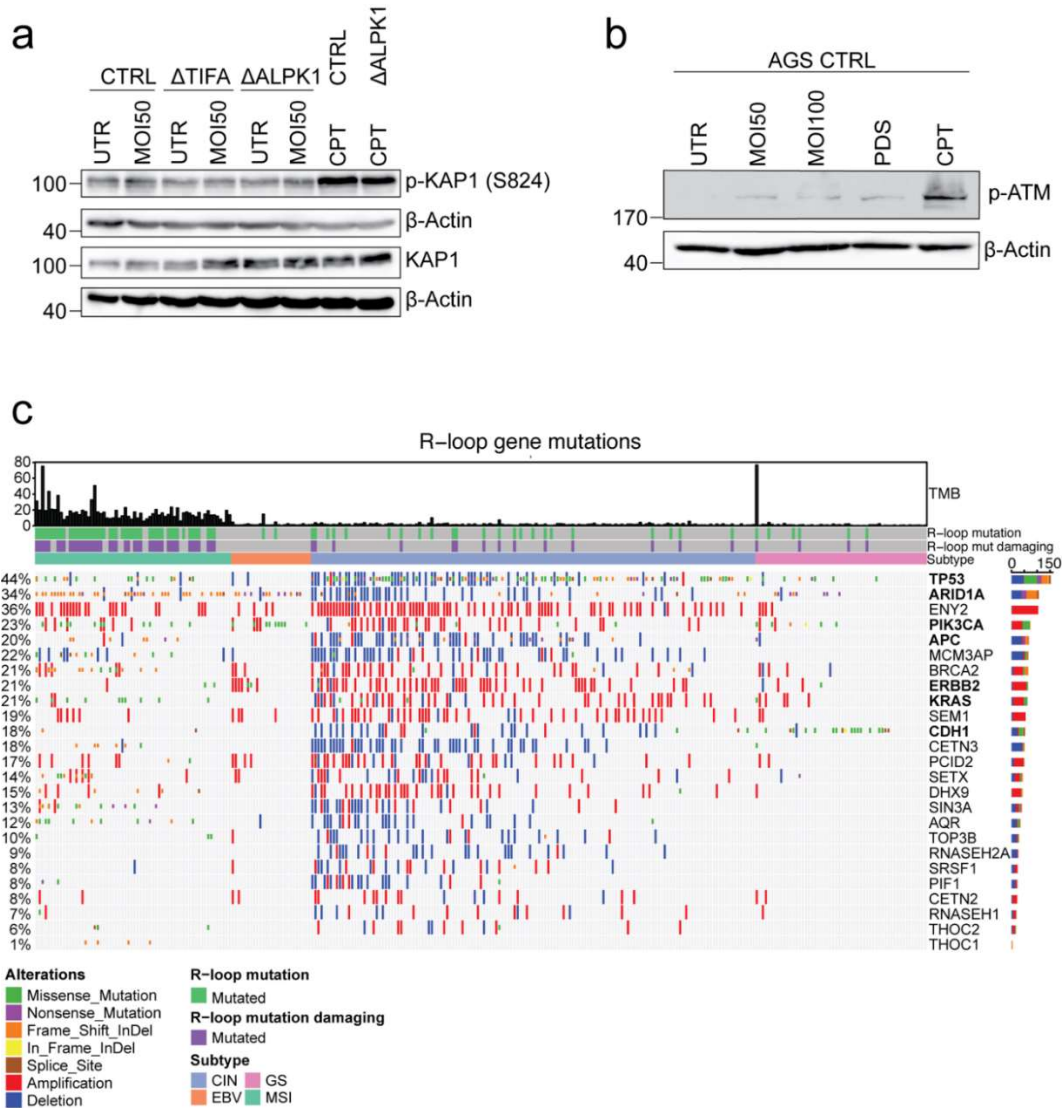 a
CTRL ΔTIFA ΔALPK1 CTRL ΔALPK1
UTR MOI50 UTR MOI50 UTR MOI50 CPT CPT
100 p-KAP1 (S824)
40 β-Actin
100 KAP1
40 β-Actin
b
AGS CTRL
UTR MOI50 MOI100 PDS CPT
170 p-ATM
40 β-Actin
c
R-loop gene mutations
80
60
40
20
0
TMB
R-loop mutation
R-loop mut damaging
Subtype
0 150
44% TP53
34% ARID1A
36% ENY2
23% PIK3CA
20% APC
22% MCM3AP
21% BRCA2
21% ERBB2
21% KRAS
19% SEM1
18% CDH1
18% CETN3
17% PCID2
14% SETX
15% DHX9
13% SIN3A
12% AQR
10% TOP3B
9% RNASEH2A
8% SRSF1
8% PIF1
8% CETN2
7% RNASEH1
6% THOC2
1% THOC1
Alterations
Missense_Mutation
Nonsense_Mutation
Frame_Shift_InDel
In_Frame_InDel
Splice_Site
Amplification
Deletion
R-loop mutation
Mutated
R-loop mutation damaging
Mutated
Subtype
CIN GS
EBV MSI